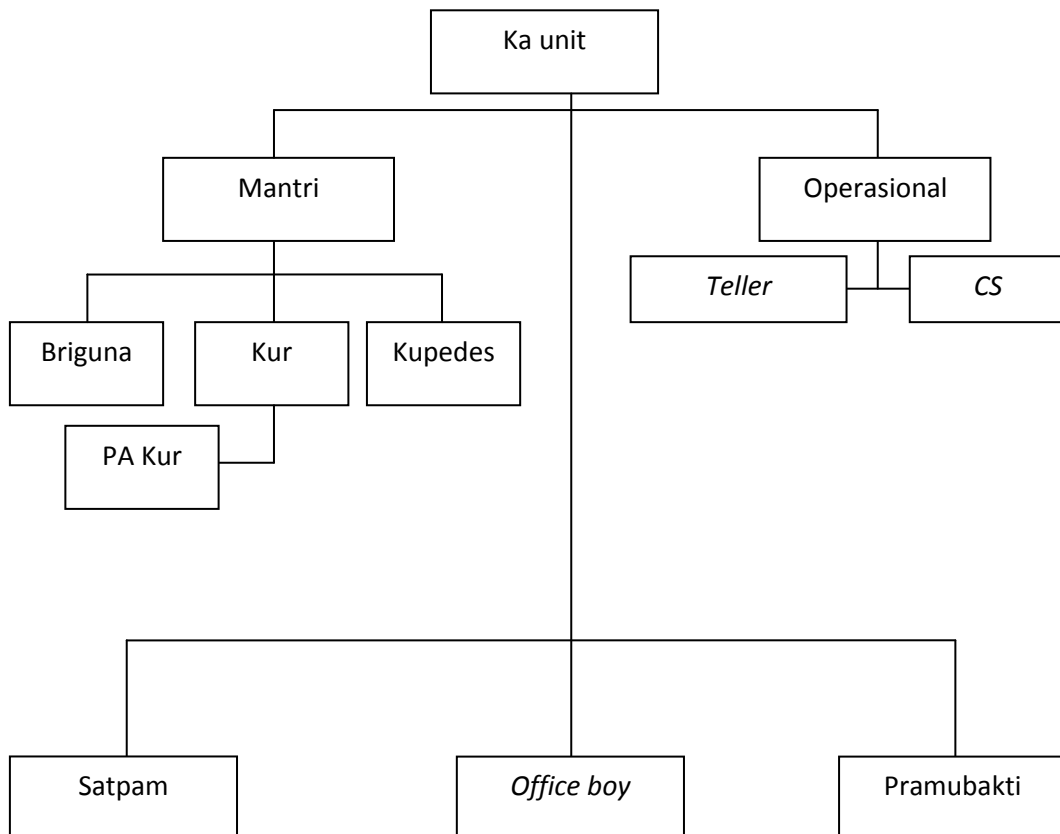 Ka unit
Mantri
Operasional
Teller
CS
Briguna
Kur
Kupedes
PA Kur
Satpam
Office boy
Pramubakti